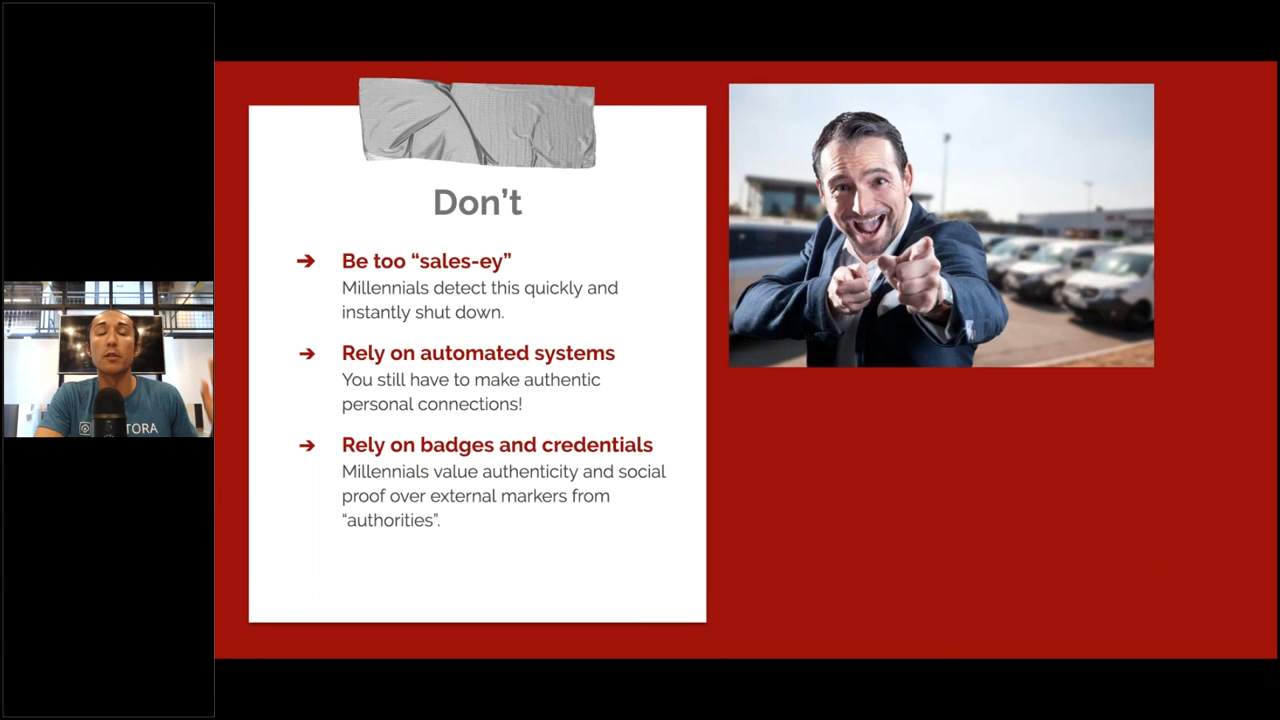 Don’t
➔ Be too “sales-ey”
Millennials detect this quickly and
instantly shut down.
➔ Rely on automated systems
You still have to make authentic
personal connections!
➔ Rely on badges and credentials
Millennials value authenticity and social
proof over external markers from
“authorities”.
TORA